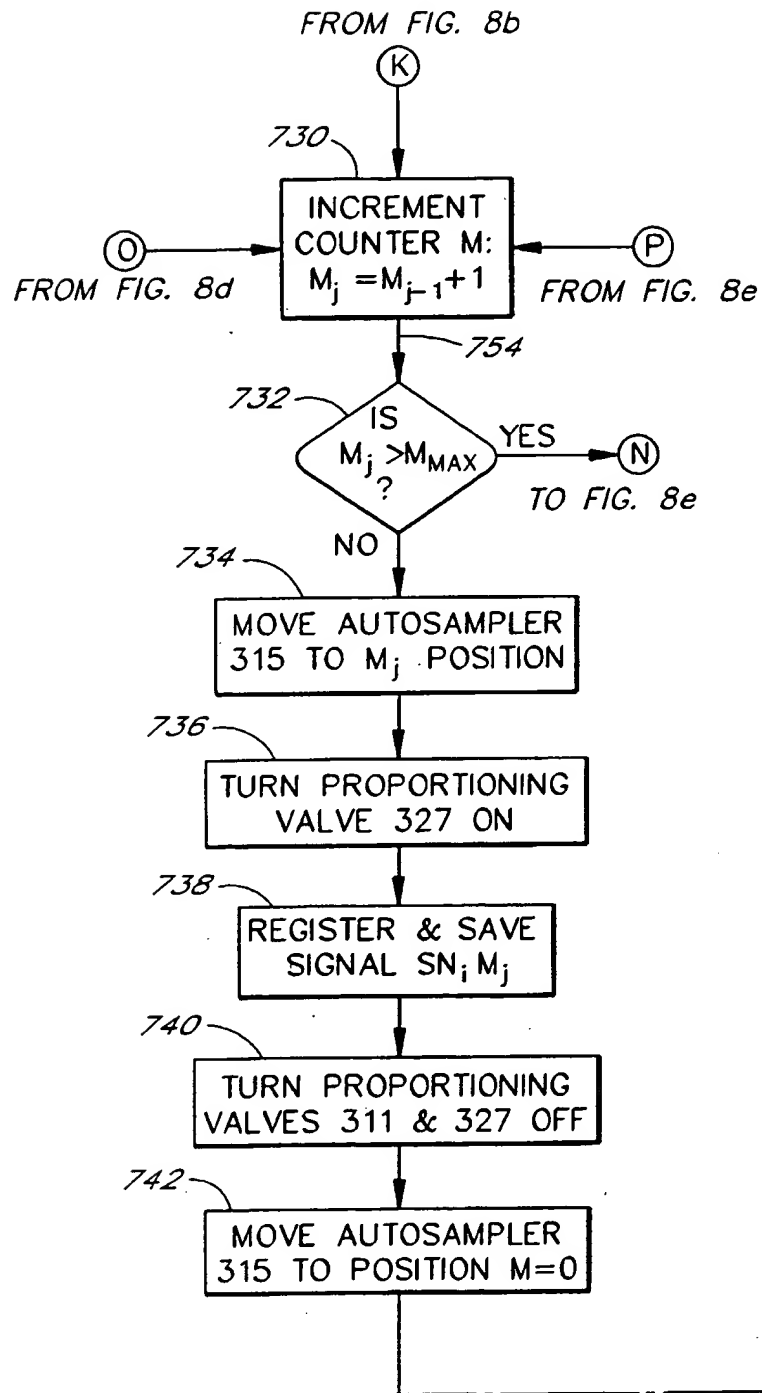 FROM FIG. 8b
K
730
INCREMENT
COUNTER M:
M_j = M_{j-1} + 1
O
FROM FIG. 8d
P
FROM FIG. 8e
754
732
IS
M_j > M_MAX
?
YES
N
TO FIG. 8e
NO
734
MOVE AUTOSAMPLER
315 TO M_j POSITION
736
TURN PROPORTIONING
VALVE 327 ON
738
REGISTER & SAVE
SIGNAL SN_i M_j
740
TURN PROPORTIONING
VALVES 311 & 327 OFF
742
MOVE AUTOSAMPLER
315 TO POSITION M=0